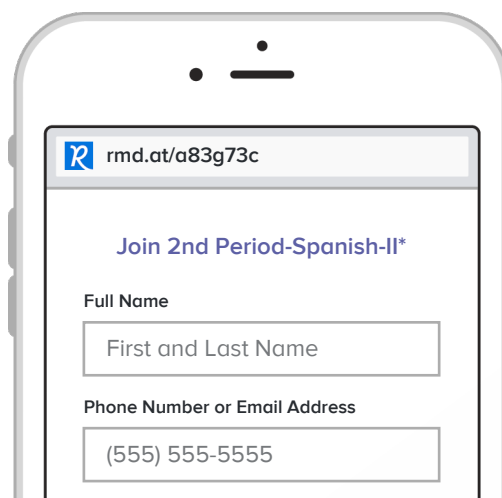 rmd.at/a83g73c
Join 2nd Period-Spanish-II*
Full Name
First and Last Name
Phone Number or Email Address
(555) 555-5555